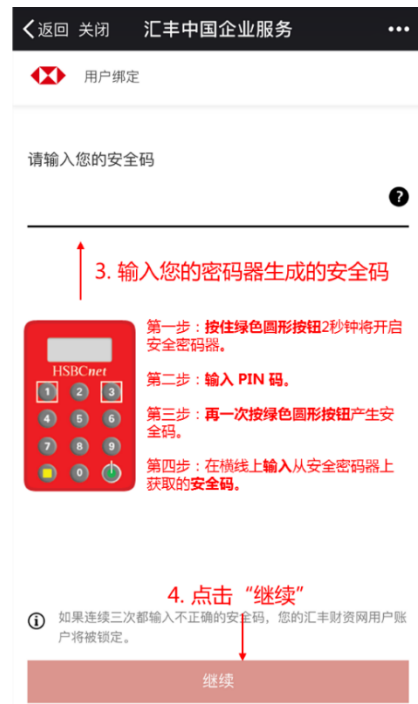 返回 关闭 汇丰中国企业服务
用户绑定
请输入您的安全码
?
3. 输入您的密码器生成的安全码
第一步：按住绿色圆形按钮2秒钟将开启
安全密码器。
HSBCnet
第二步：输入 PIN 码。
1 2 3
第三步：再一次按绿色圆形按钮产生安
全码。
4 5 6
7 8 9
第四步：在横线上输入从安全密码器上
获取的安全码。
0
4. 点击“继续”
如果连续三次都输入不正确的安全码，您的汇丰财资网用户账
户将被锁定。
继续